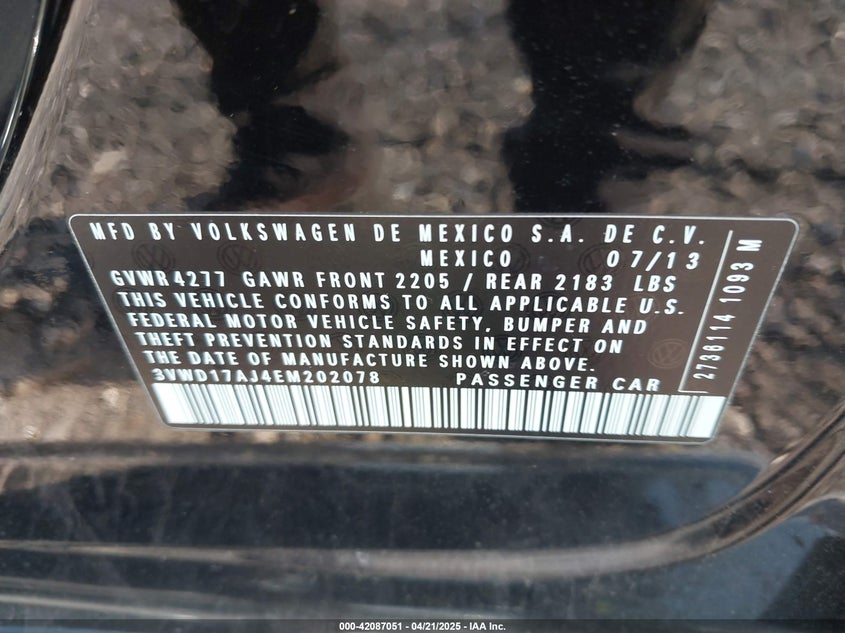 MFD BY VOLKSWAGEN DE MEXICO S.A. DE C.V.
MEXICO 07/13
GVWR4277 GAWR FRONT 2205 / REAR 2183 LBS
THIS VEHICLE CONFORMS TO ALL APPLICABLE U.S.
FEDERAL MOTOR VEHICLE SAFETY, BUMPER AND
THEFT PREVENTION STANDARDS IN EFFECT ON
THE DATE OF MANUFACTURE SHOWN ABOVE.
3VWD17AJ4EM202078 PASSENGER CAR
2736114 1093 M
000-42087051 - 04/21/2025 - IAA Inc.